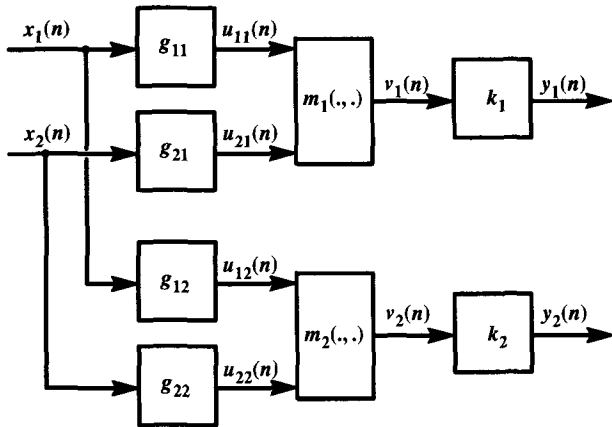 x1(n) g11 u11(n)
m1(.,.) v1(n) k1 y1(n)
x2(n) g21 u21(n)
g12 u12(n)
m2(.,.) v2(n) k2 y2(n)
g22 u22(n)